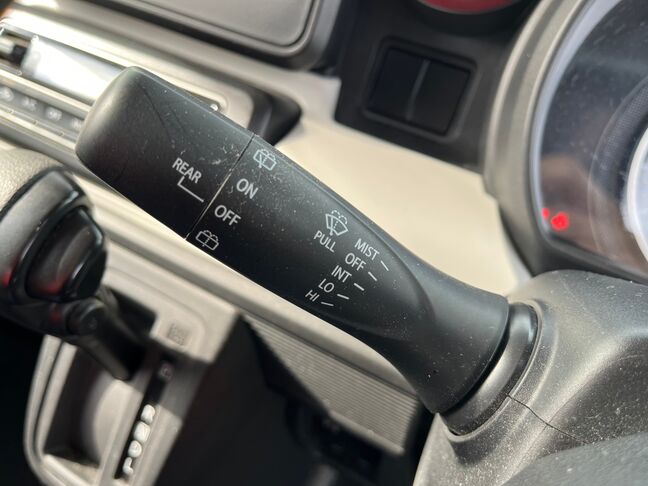 REAR
ON
OFF
PULL
MIST
OFF
INT
LO
HI